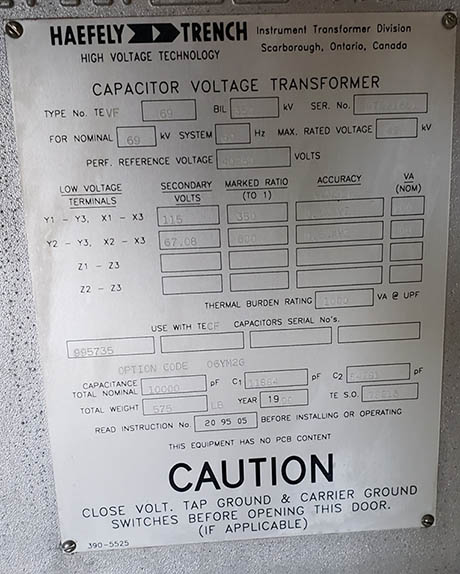 HAEFELY TRENCH Instrument Transformer Division
HIGH VOLTAGE TECHNOLOGY Scarborough, Ontario, Canada
CAPACITOR VOLTAGE TRANSFORMER
TYPE No. TEVF 69 BIL kV SER. No.
FOR NOMINAL 69 kV SYSTEM Hz MAX. RATED VOLTAGE kV
PERF. REFERENCE VOLTAGE VOLTS
LOW VOLTAGE TERMINALS SECONDARY VOLTS MARKED RATIO (TO 1) ACCURACY VA (NOM)
Y1 - Y3, X1 - X3 115 350
Y2 - Y3, X2 - X3 67.08 600
Z1 - Z3
Z2 - Z3
THERMAL BURDEN RATING 1000 VA @ UPF
USE WITH TECF CAPACITORS SERIAL No's.
995735
OPTION CODE 06YM2G
CAPACITANCE TOTAL NOMINAL 10000 pF C1 pF C2 pF
TOTAL WEIGHT 575 LB YEAR 19 TE S.O.
READ INSTRUCTION No. 20 95 05 BEFORE INSTALLING OR OPERATING
THIS EQUIPMENT HAS NO PCB CONTENT
CAUTION
CLOSE VOLT. TAP GROUND & CARRIER GROUND
SWITCHES BEFORE OPENING THIS DOOR.
(IF APPLICABLE)
390-5525